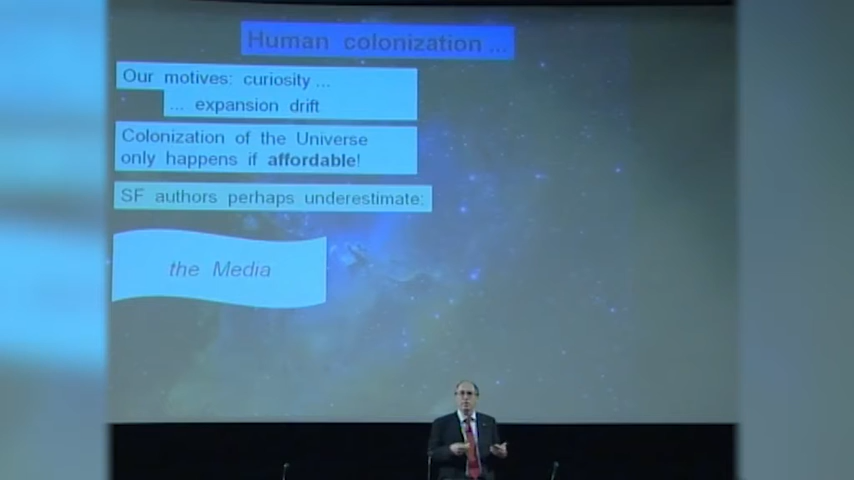 Human colonization ...
Our motives: curiosity ...
... expansion drift
Colonization of the Universe
only happens if affordable!
SF authors perhaps underestimate:
the Media